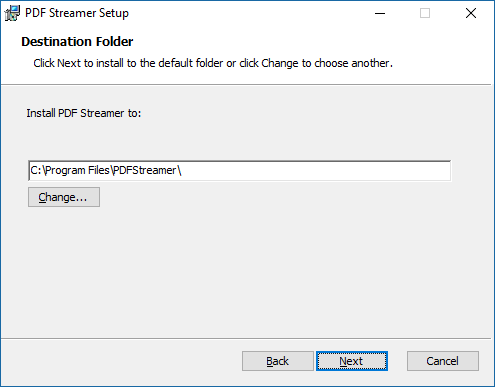 PDF Streamer Setup
Destination Folder
Click Next to install to the default folder or click Change to choose another.
Install PDF Streamer to:
C:\Program Files\PDFStreamer\
Change...
Back
Next
Cancel